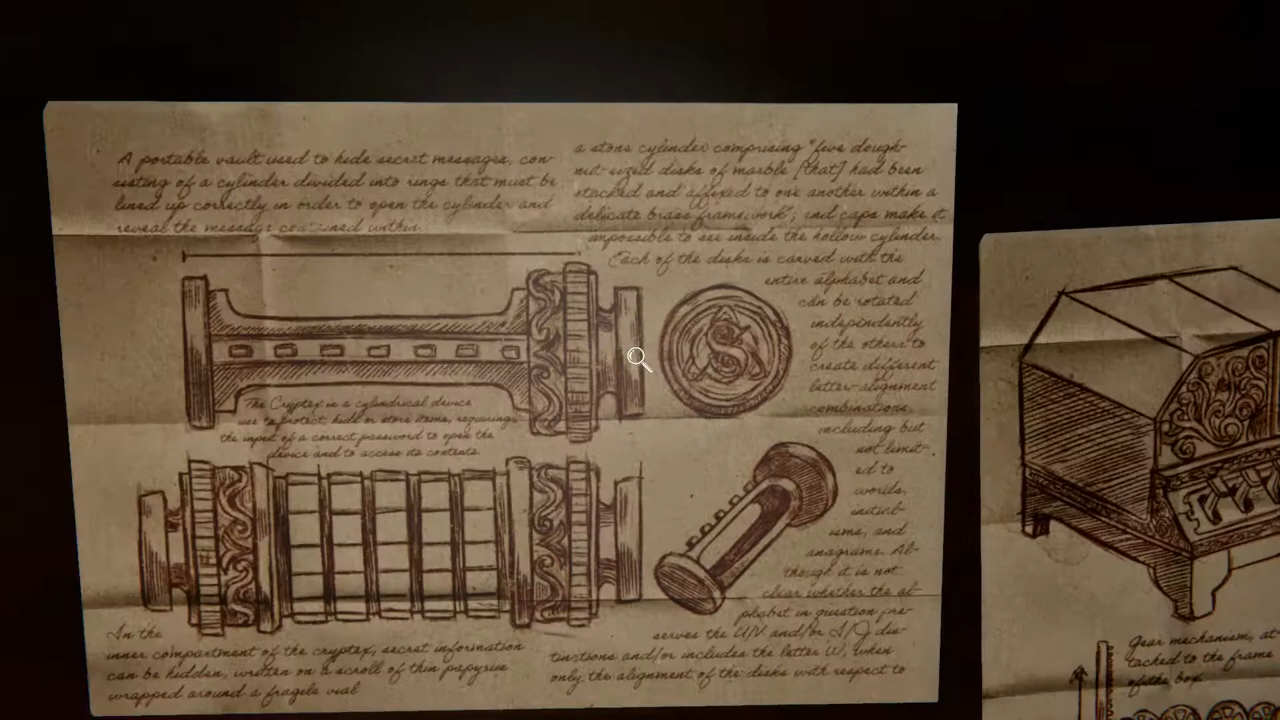 A portable vault used to hide secret messages, con-
sisting of a cylinder divided into rings that must be
lined up correctly in order to open the cylinder and
reveal the message contained within.
a stone cylinder comprising "five dough-
nut-sized disks of marble [that] had been
stacked and affixed to one another within a
delicate brass framework"; end caps make it
impossible to see inside the hollow cylinder.
Each of the disks is carved with the
entire alphabet and
can be rotated
independently
of the others to
create different
letter-alignment
combinations,
including but
not limit-
ed to
words,
initial-
isms, and
anagrams. Al-
though it is not
clear whether the al-
phabet in question pre-
serves the U/V and/or I/J dis-
tinctions and/or includes the letter W, when
only the alignment of the disks with respect to
S
The Cryptex is a cylindrical device
use to protect, hide or store items, requiring
the input of a correct password to open the
device and to access its contents.
In the
inner compartment of the cryptex, secret information
can be hidden, written on a scroll of thin papyrus
wrapped around a fragile vial
Gear mechanism, at-
tached to the frame
of the box